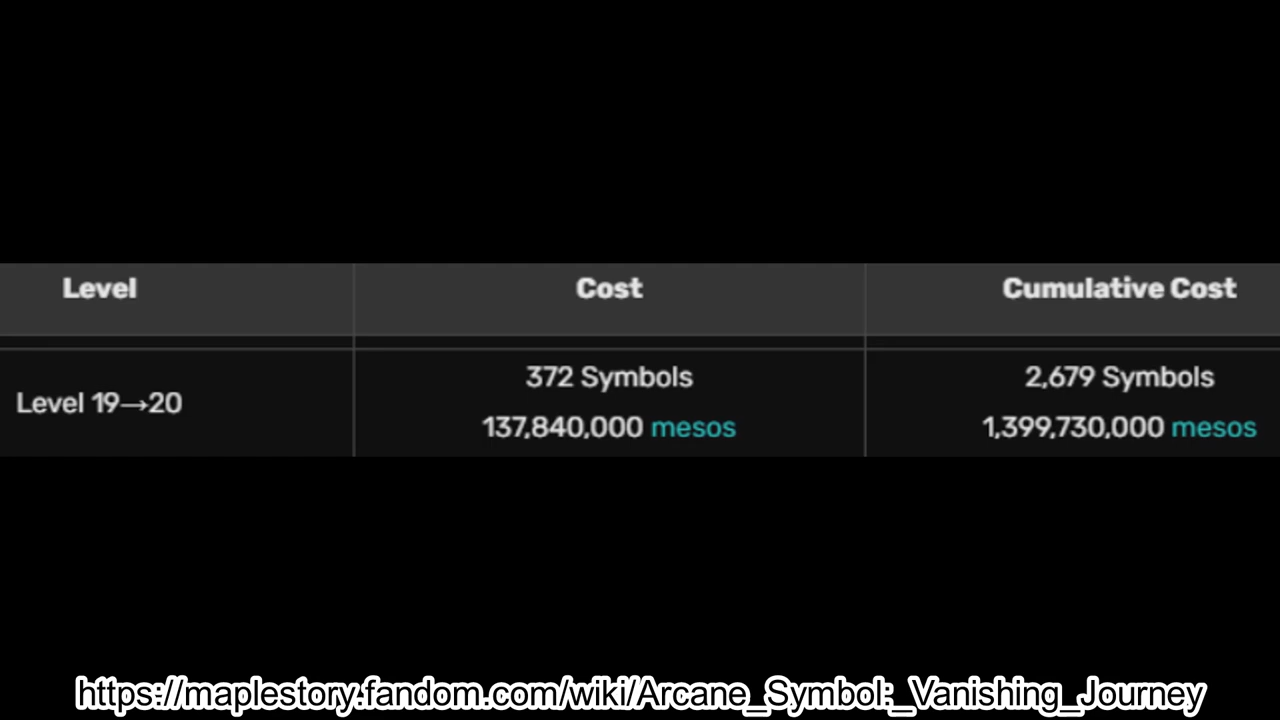 Level Cost Cumulative Cost
372 Symbols 2,679 Symbols
Level 19→20
137,840,000 mesos 1,399,730,000 mesos
https://maplestory.fandom.com/wiki/Arcane_Symbol:_Vanishing_Journey